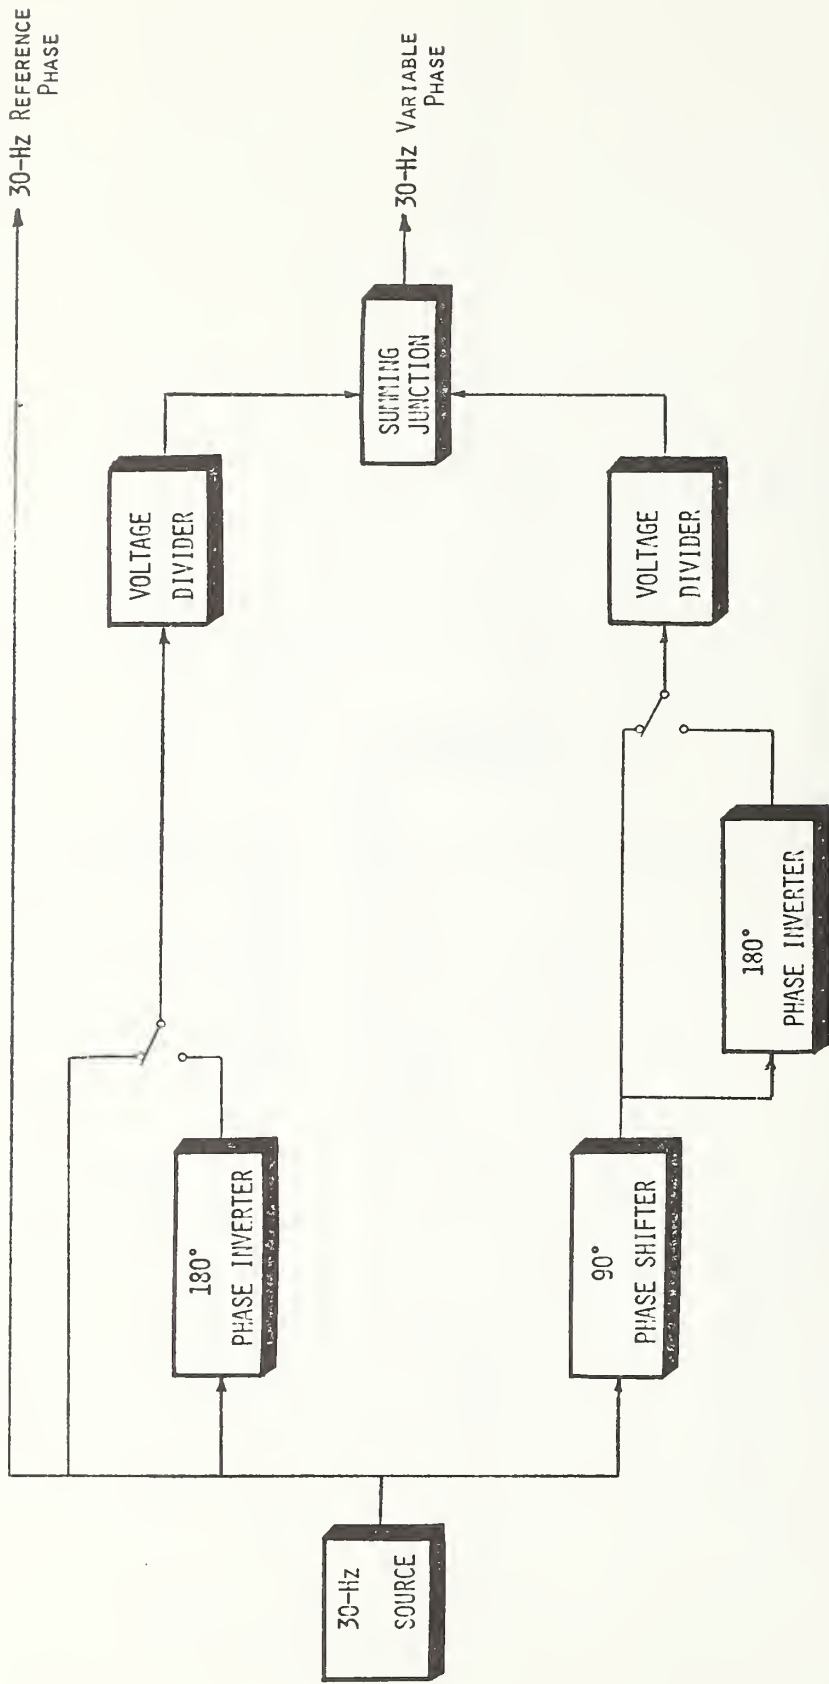 30-Hz REFERENCE
PHASE
VOLTAGE
DIVIDER
180°
PHASE INVERTER
30-Hz VARIABLE
PHASE
SUMMING
JUNCTION
30-Hz
SOURCE
90°
PHASE SHIFTER
VOLTAGE
DIVIDER
180°
PHASE INVERTER